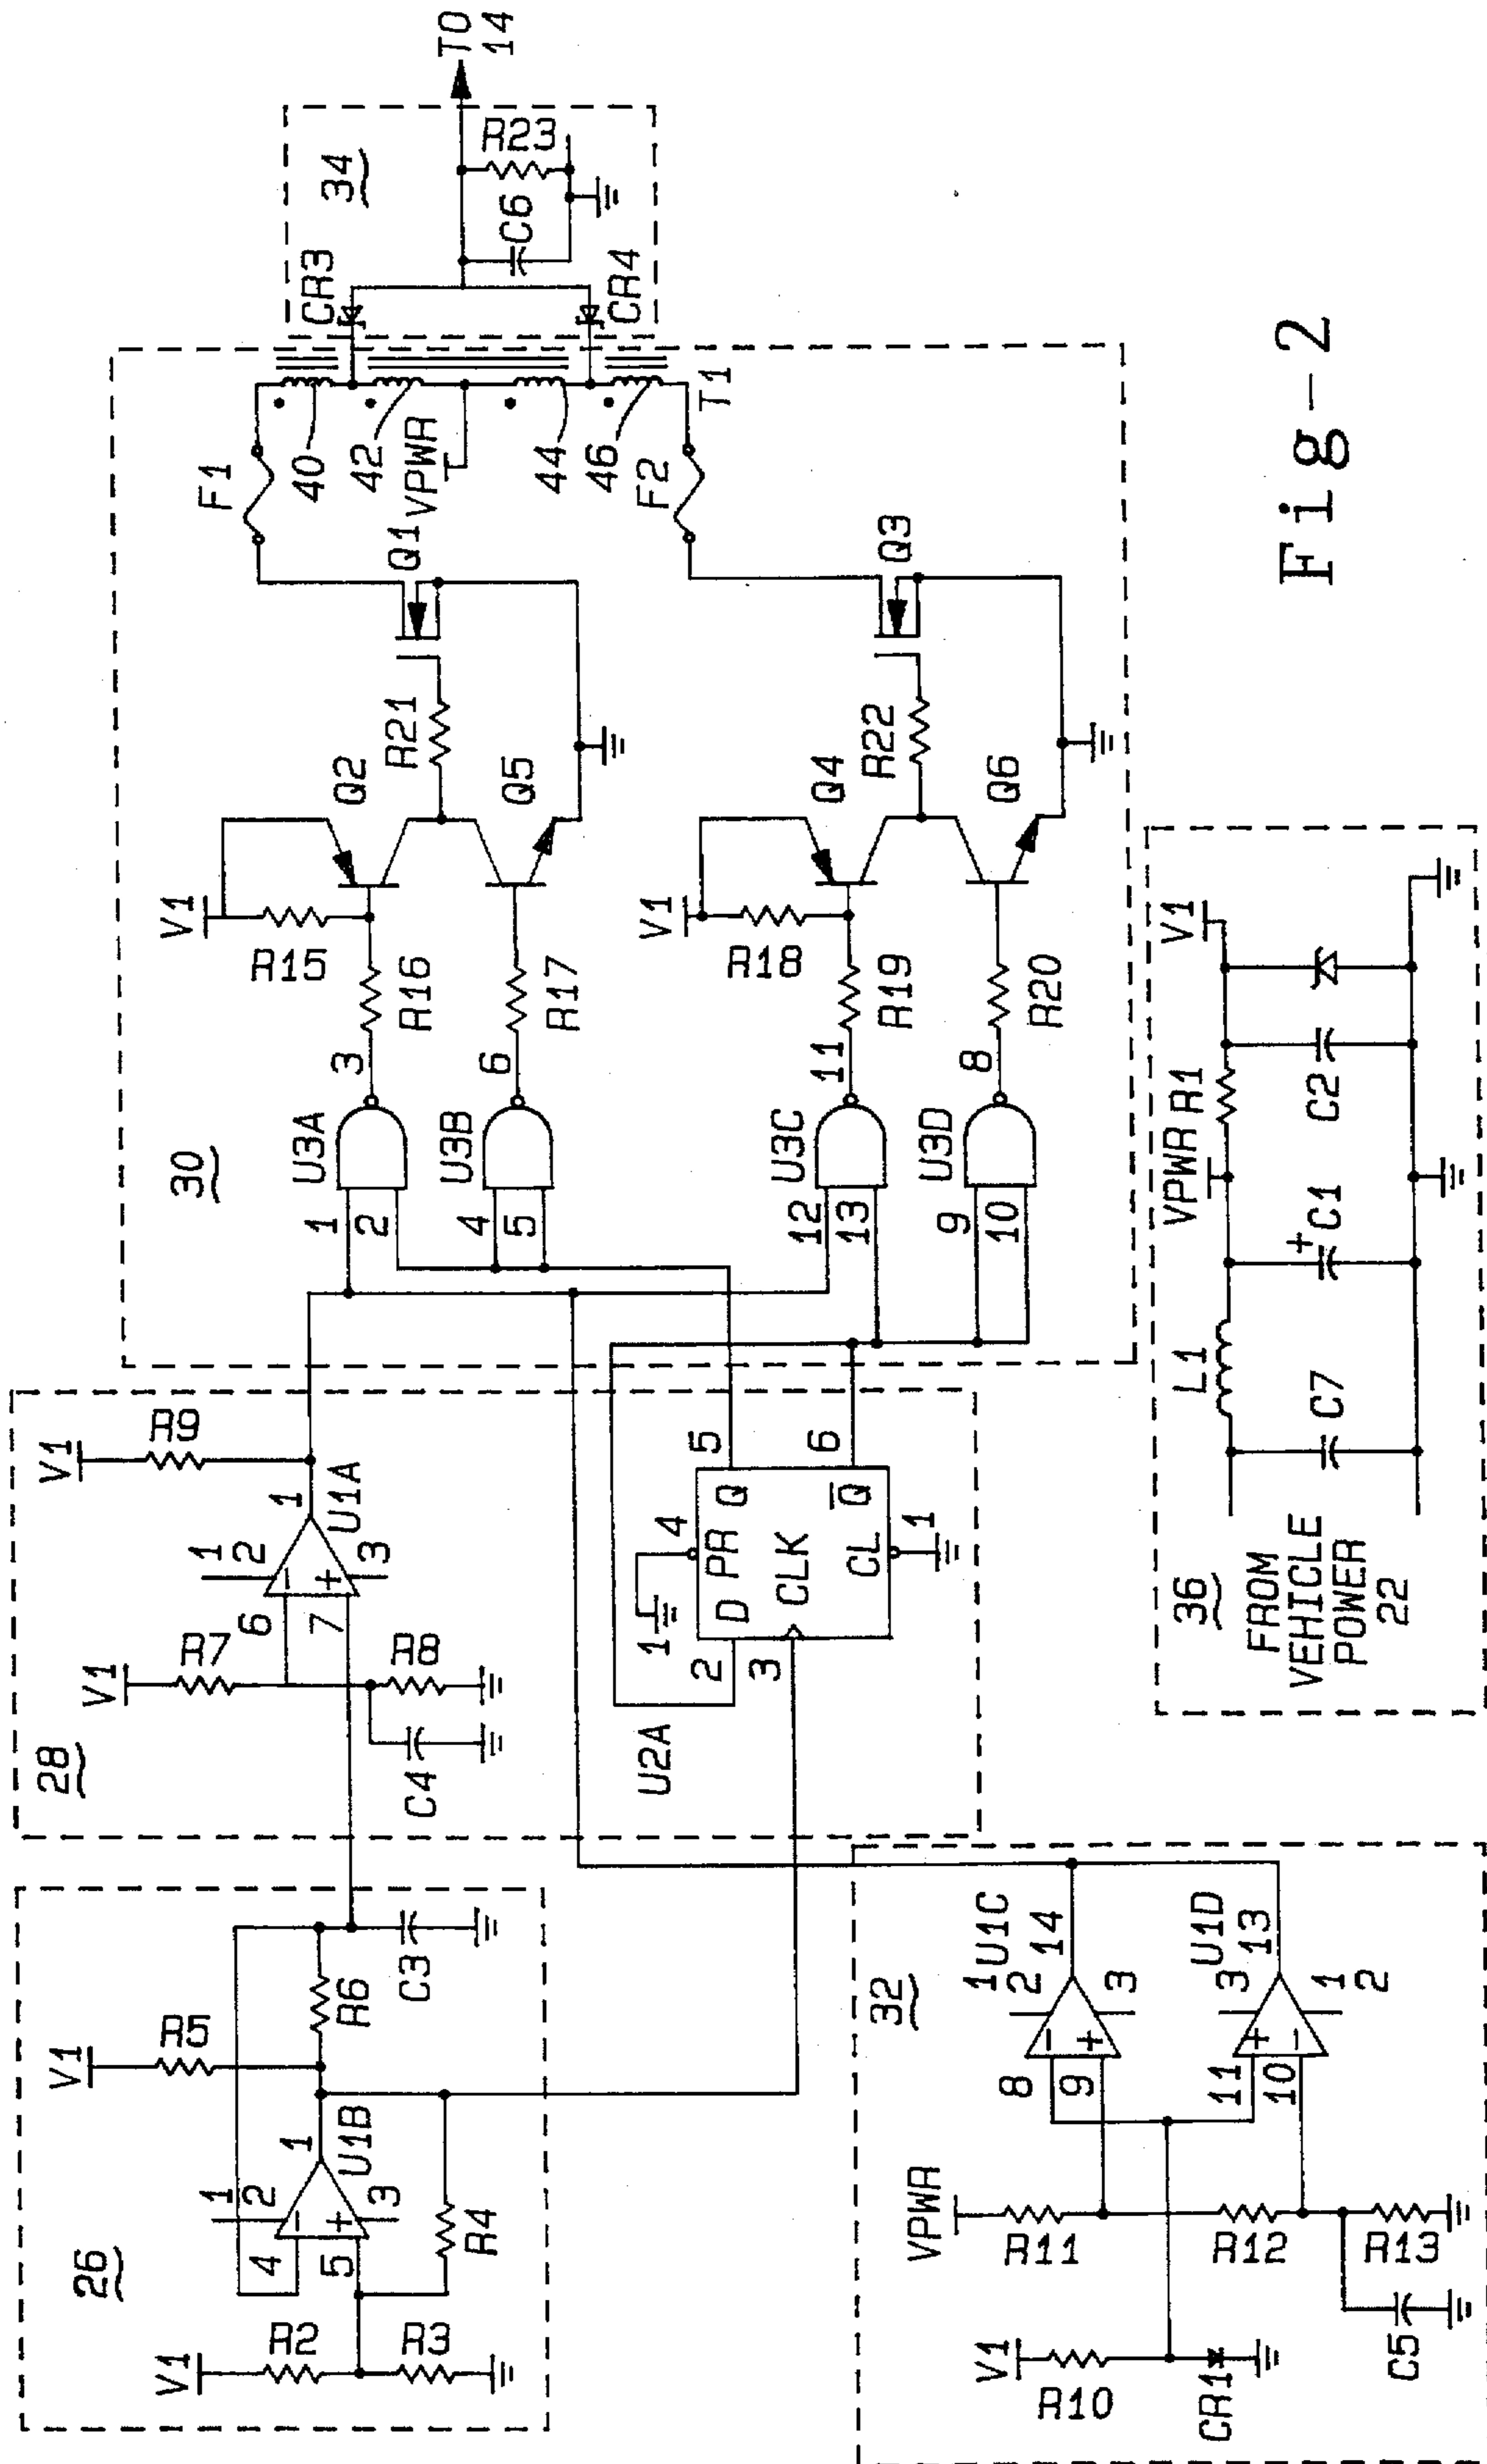 26
V1
R2
R3
4
5
1
2
3
1
U1B
R4
V1
R5
R6
C3
28
V1
R7
R8
C4
6
7
1
2
3
1
U1A
V1
R9
U2A
2
3
1
4
D
PR
Q
CLK
CL
Q
5
6
1
30
1
2
U3A
3
4
5
U3B
6
12
13
U3C
11
9
10
U3D
8
V1
R15
R16
R17
Q2
Q5
R21
Q1
V1
R18
R19
R20
Q4
Q6
R22
Q3
F1
F2
40
42
VPWR
44
46
T1
34
CR3
CR4
C6
R23
TO
14
32
V1
R10
CR1
VPWR
R11
R12
R13
C5
8
9
1
2
3
U1C
14
11
10
3
1
2
U1D
13
36
FROM
VEHICLE
POWER
22
C7
L1
C1
+
VPWR
R1
C2
V1
Fig-2